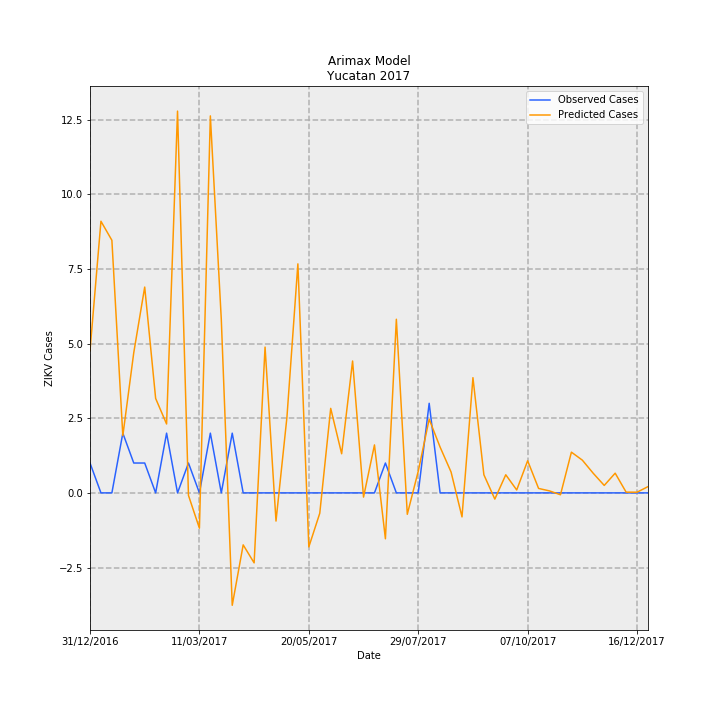 Arimax Model
Yucatan 2017
Observed Cases
Predicted Cases
12.5
10.0
7.5
5.0
2.5
0.0
−2.5
ZIKV Cases
31/12/2016 11/03/2017 20/05/2017 29/07/2017 07/10/2017 16/12/2017
Date